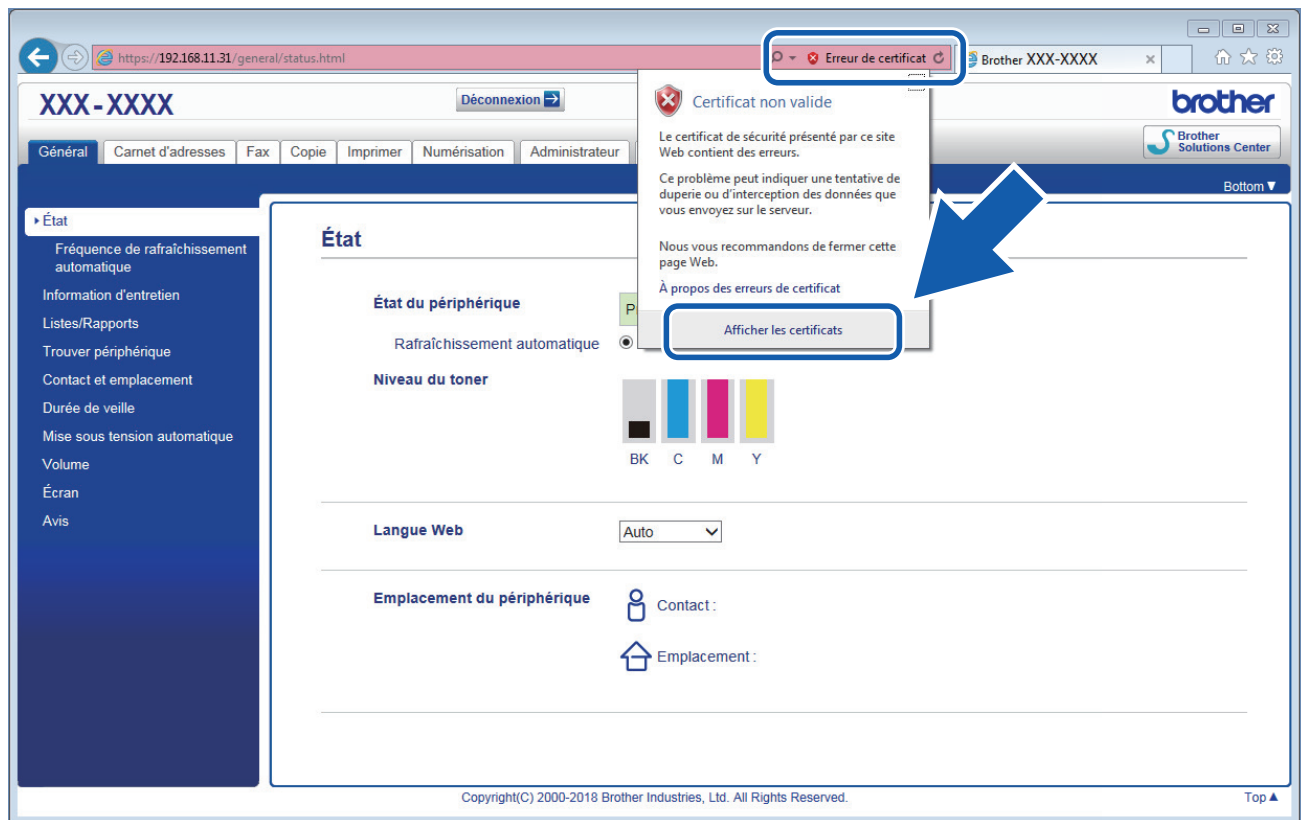 https://192.168.11.31/general/status.html
Erreur de certificat
Brother XXX-XXXX
XXX-XXXX
Déconnexion
brother
Général
Carnet d'adresses
Fax
Copie
Imprimer
Numérisation
Administrateur
Brother
Solutions Center
Bottom▼
Certificat non valide
Le certificat de sécurité présenté par ce site
Web contient des erreurs.
Ce problème peut indiquer une tentative de
duperie ou d'interception des données que
vous envoyez sur le serveur.
Nous vous recommandons de fermer cette
page Web.
À propos des erreurs de certificat
Afficher les certificats
État
Fréquence de rafraîchissement
automatique
Information d'entretien
Listes/Rapports
Trouver périphérique
Contact et emplacement
Durée de veille
Mise sous tension automatique
Volume
Écran
Avis
État
État du périphérique
Rafraîchissement automatique
Niveau du toner
BK C M Y
Langue Web
Auto
Emplacement du périphérique
Contact :
Emplacement :
Copyright(C) 2000-2018 Brother Industries, Ltd. All Rights Reserved.
Top▲